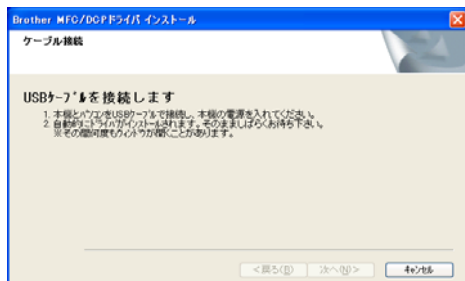 Brother MFC/DCPドライバ インストール
ケーブル接続
USBｹｰﾌﾞﾙを接続します
1. 本機とパソコンをUSBケーブルで接続し、本機の電源を入れてください。
2. 自動的にドライバがインストールされます。そのまましばらくお待ち下さい。
※その間何度もウィンドウが開くことがあります。
<戻る(B)
次へ(N)>
ｷｬﾝｾﾙ